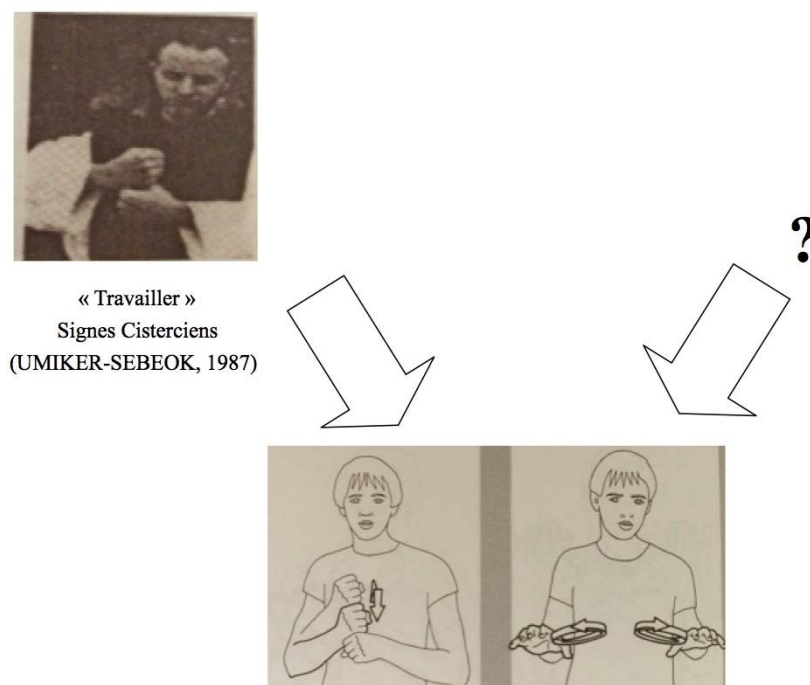 ?
« Travailler »
Signes Cisterciens
(UMIKER-SEBEOK, 1987)